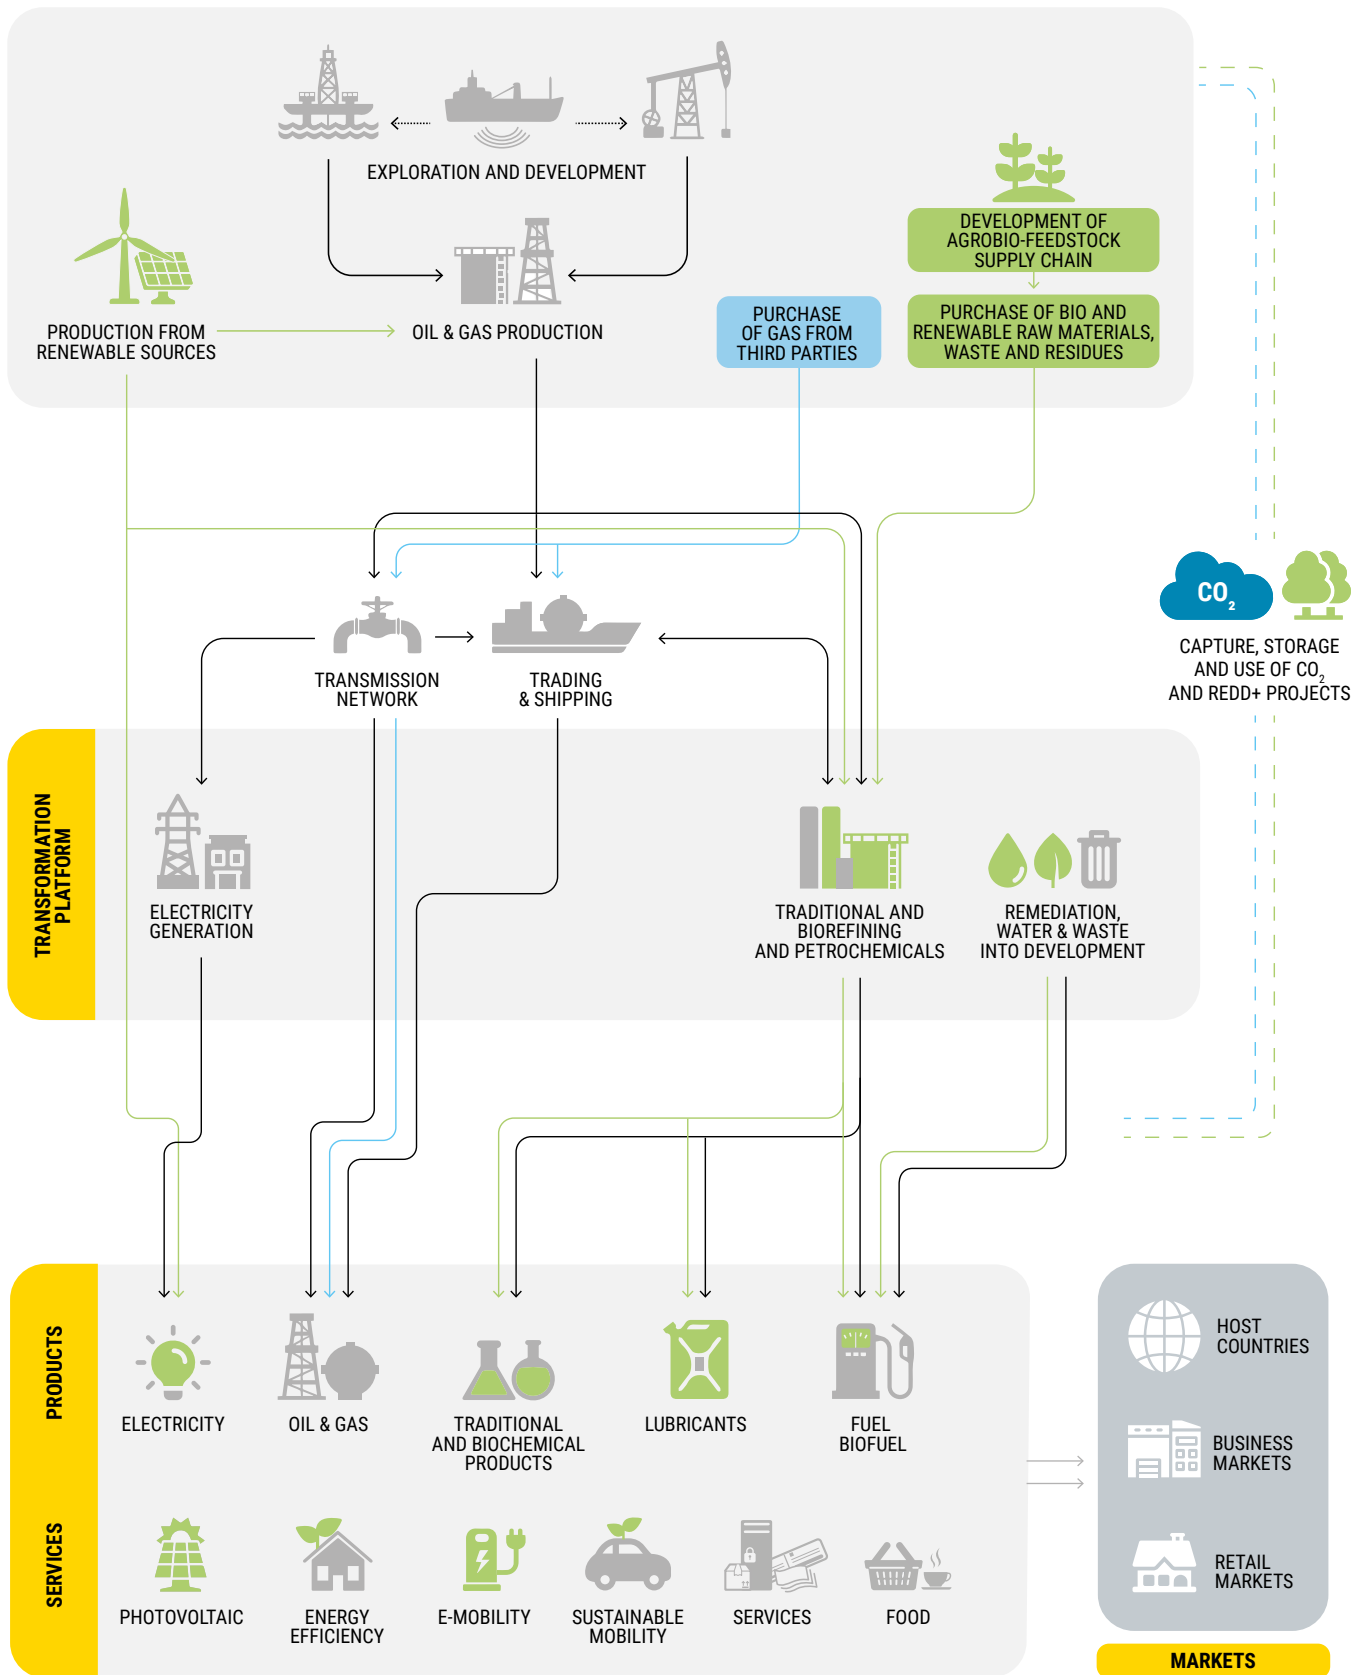 EXPLORATION AND DEVELOPMENT
DEVELOPMENT OF
AGROBIO-FEEDSTOCK
SUPPLY CHAIN
PRODUCTION FROM
RENEWABLE SOURCES
OIL & GAS PRODUCTION
PURCHASE
OF GAS FROM
THIRD PARTIES
PURCHASE OF BIO AND
RENEWABLE RAW MATERIALS,
WASTE AND RESIDUES
CO₂
CAPTURE, STORAGE
AND USE OF CO₂
AND REDD+ PROJECTS
TRANSMISSION
NETWORK
TRADING
& SHIPPING
TRANSFORMATION
PLATFORM
ELECTRICITY
GENERATION
TRADITIONAL AND
BIOREFINING
AND PETROCHEMICALS
REMEDIATION,
WATER & WASTE
INTO DEVELOPMENT
PRODUCTS
ELECTRICITY
OIL & GAS
TRADITIONAL
AND BIOCHEMICAL
PRODUCTS
LUBRICANTS
FUEL
BIOFUEL
SERVICES
PHOTOVOLTAIC
ENERGY
EFFICIENCY
E-MOBILITY
SUSTAINABLE
MOBILITY
SERVICES
FOOD
HOST
COUNTRIES
BUSINESS
MARKETS
RETAIL
MARKETS
MARKETS